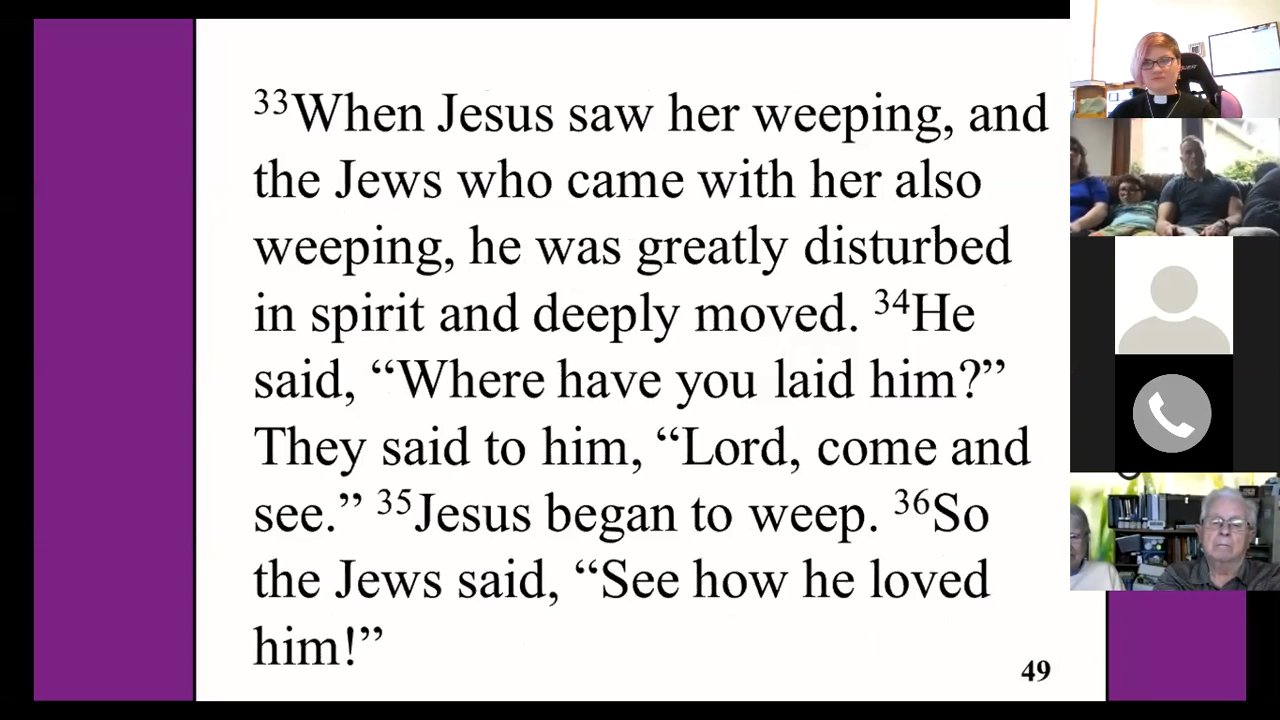 ³³When Jesus saw her weeping, and
the Jews who came with her also
weeping, he was greatly disturbed
in spirit and deeply moved. ³⁴He
said, “Where have you laid him?”
They said to him, “Lord, come and
see.” ³⁵Jesus began to weep. ³⁶So
the Jews said, “See how he loved
him!”
49